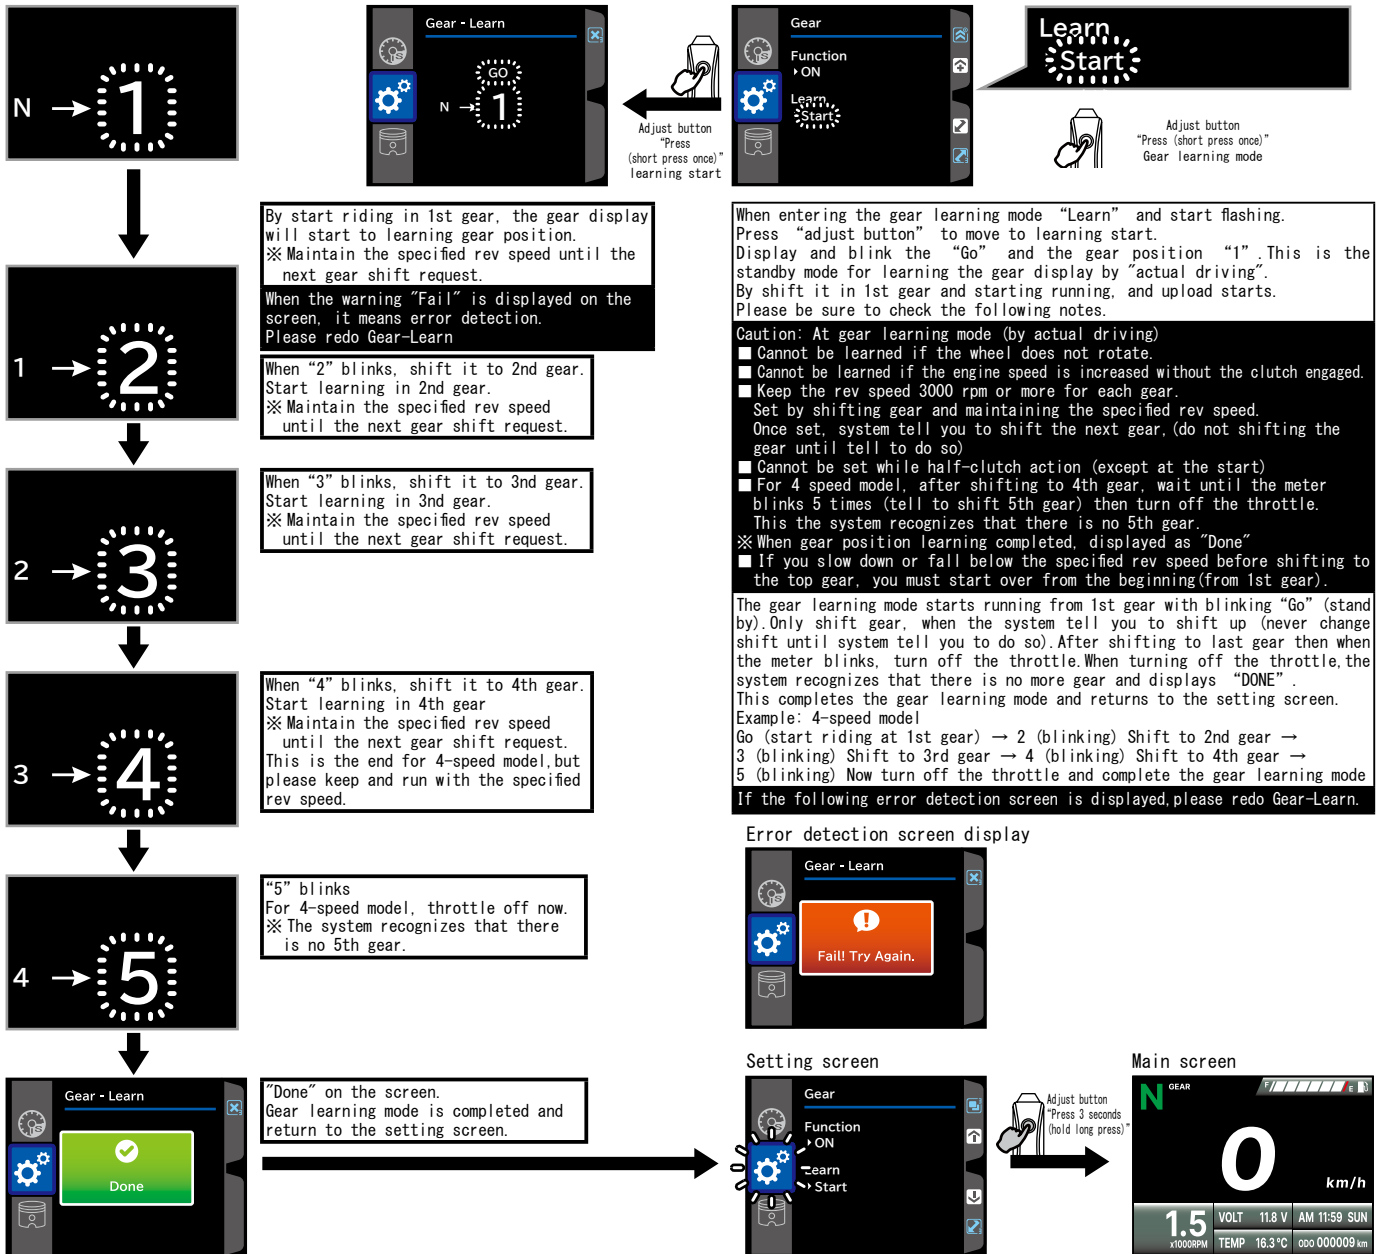 N → 1
Gear - Learn
GO
N → 1
Adjust button
“Press
(short press once)”
learning start
Gear
Function
ON
Learn
Start
Learn
Start
Adjust button
“Press (short press once)”
Gear learning mode
By start riding in 1st gear, the gear display
will start to learning gear position.
※ Maintain the specified rev speed until the
next gear shift request.
When the warning "Fail" is displayed on the
screen, it means error detection.
Please redo Gear-Learn
1 → 2
When “2” blinks, shift it to 2nd gear.
Start learning in 2nd gear.
※ Maintain the specified rev speed
until the next gear shift request.
2 → 3
When “3” blinks, shift it to 3nd gear.
Start learning in 3nd gear.
※ Maintain the specified rev speed
until the next gear shift request.
3 → 4
When “4” blinks, shift it to 4th gear.
Start learning in 4th gear
※ Maintain the specified rev speed
until the next gear shift request.
This is the end for 4-speed model,but
please keep and run with the specified
rev speed.
4 → 5
“5” blinks
For 4-speed model, throttle off now.
※ The system recognizes that there
is no 5th gear.
When entering the gear learning mode “Learn” and start flashing.
Press “adjust button” to move to learning start.
Display and blink the “Go” and the gear position “1”.This is the
standby mode for learning the gear display by "actual driving".
By shift it in 1st gear and starting running, and upload starts.
Please be sure to check the following notes.
Caution: At gear learning mode (by actual driving)
■ Cannot be learned if the wheel does not rotate.
■ Cannot be learned if the engine speed is increased without the clutch engaged.
■ Keep the rev speed 3000 rpm or more for each gear.
Set by shifting gear and maintaining the specified rev speed.
Once set, system tell you to shift the next gear,(do not shifting the
gear until tell to do so)
■ Cannot be set while half-clutch action (except at the start)
■ For 4 speed model, after shifting to 4th gear, wait until the meter
blinks 5 times (tell to shift 5th gear) then turn off the throttle.
This the system recognizes that there is no 5th gear.
※ When gear position learning completed, displayed as "Done"
■ If you slow down or fall below the specified rev speed before shifting to
the top gear, you must start over from the beginning(from 1st gear).
The gear learning mode starts running from 1st gear with blinking “Go” (stand
by).Only shift gear, when the system tell you to shift up (never change
shift until system tell you to do so).After shifting to last gear then when
the meter blinks, turn off the throttle.When turning off the throttle,the
system recognizes that there is no more gear and displays “DONE”.
This completes the gear learning mode and returns to the setting screen.
Example: 4-speed model
Go (start riding at 1st gear) → 2 (blinking) Shift to 2nd gear →
3 (blinking) Shift to 3rd gear → 4 (blinking) Shift to 4th gear →
5 (blinking) Now turn off the throttle and complete the gear learning mode
If the following error detection screen is displayed,please redo Gear-Learn.
Error detection screen display
Gear - Learn
Fail! Try Again.
Gear - Learn
Done
"Done" on the screen.
Gear learning mode is completed and
return to the setting screen.
Setting screen
Gear
Function
ON
Learn
Start
Adjust button
“Press 3 seconds
(hold long press)”
Main screen
N GEAR F E
0 km/h
1.5 x1000RPM
VOLT 11.8 V AM 11:59 SUN
TEMP 16.3 °C ODO 000009 km